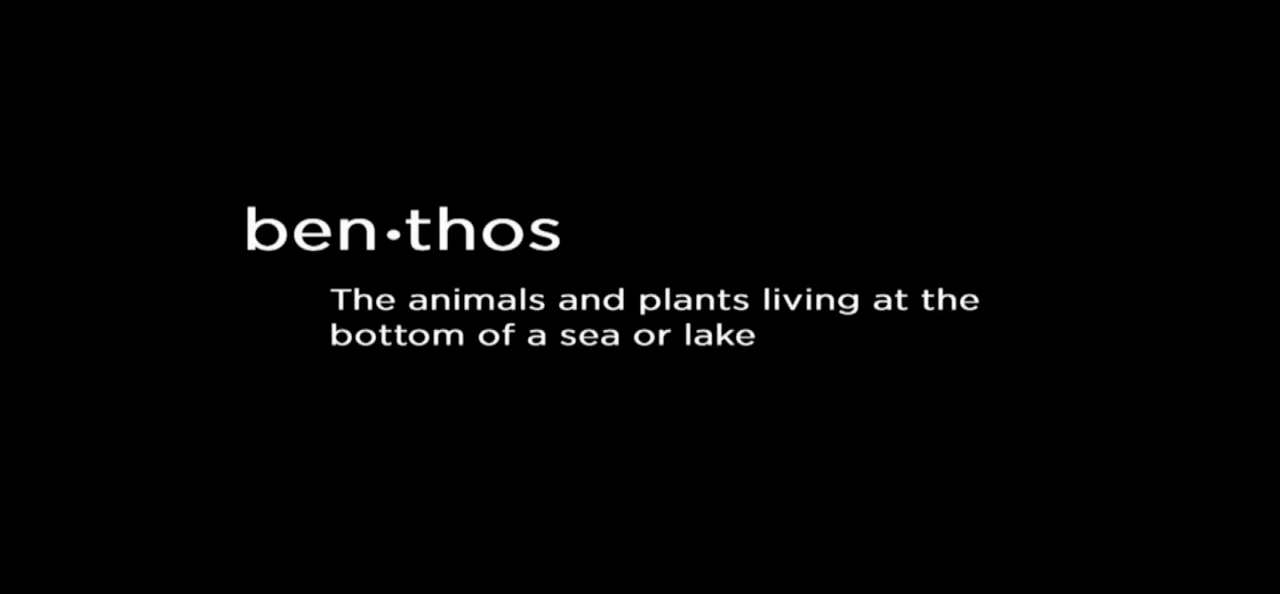 ben•thos
The animals and plants living at the
bottom of a sea or lake